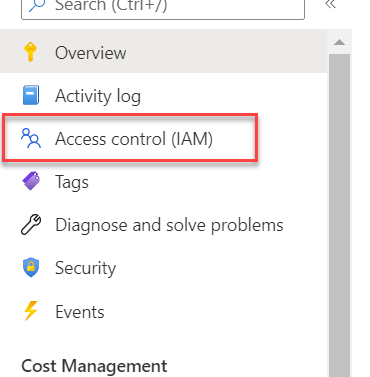 Search (Ctrl+/)
Overview
Activity log
Access control (IAM)
Tags
Diagnose and solve problems
Security
Events
Cost Management